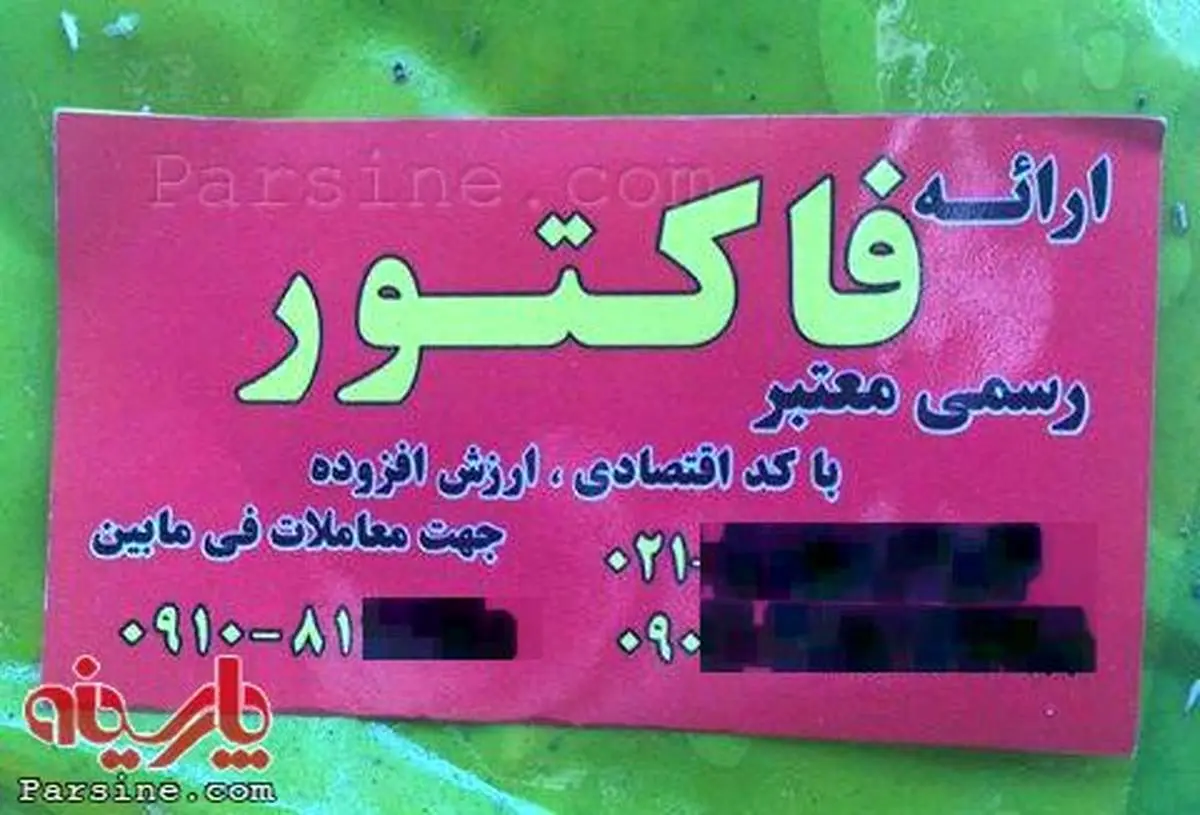 Parsine.com
ارائه
فاکتور
رسمی معتبر
با کد اقتصادی ، ارزش افزوده
جهت معاملات فی مابین
۰۲۱-
۰۹۰
۰۹۱۰-۸۱
پارسینه
Parsine.com